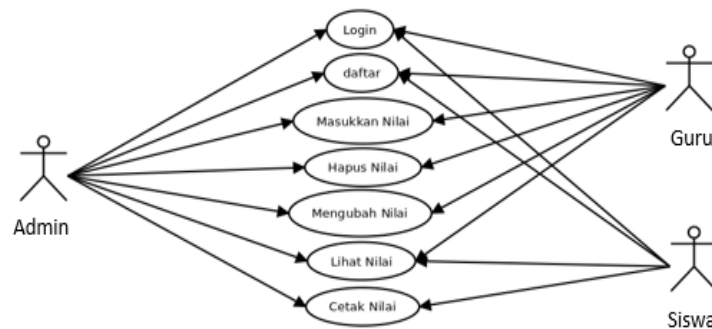 Login
daftar
Masukkan Nilai
Hapus Nilai
Mengubah Nilai
Lihat Nilai
Cetak Nilai
Admin
Guru
Siswa